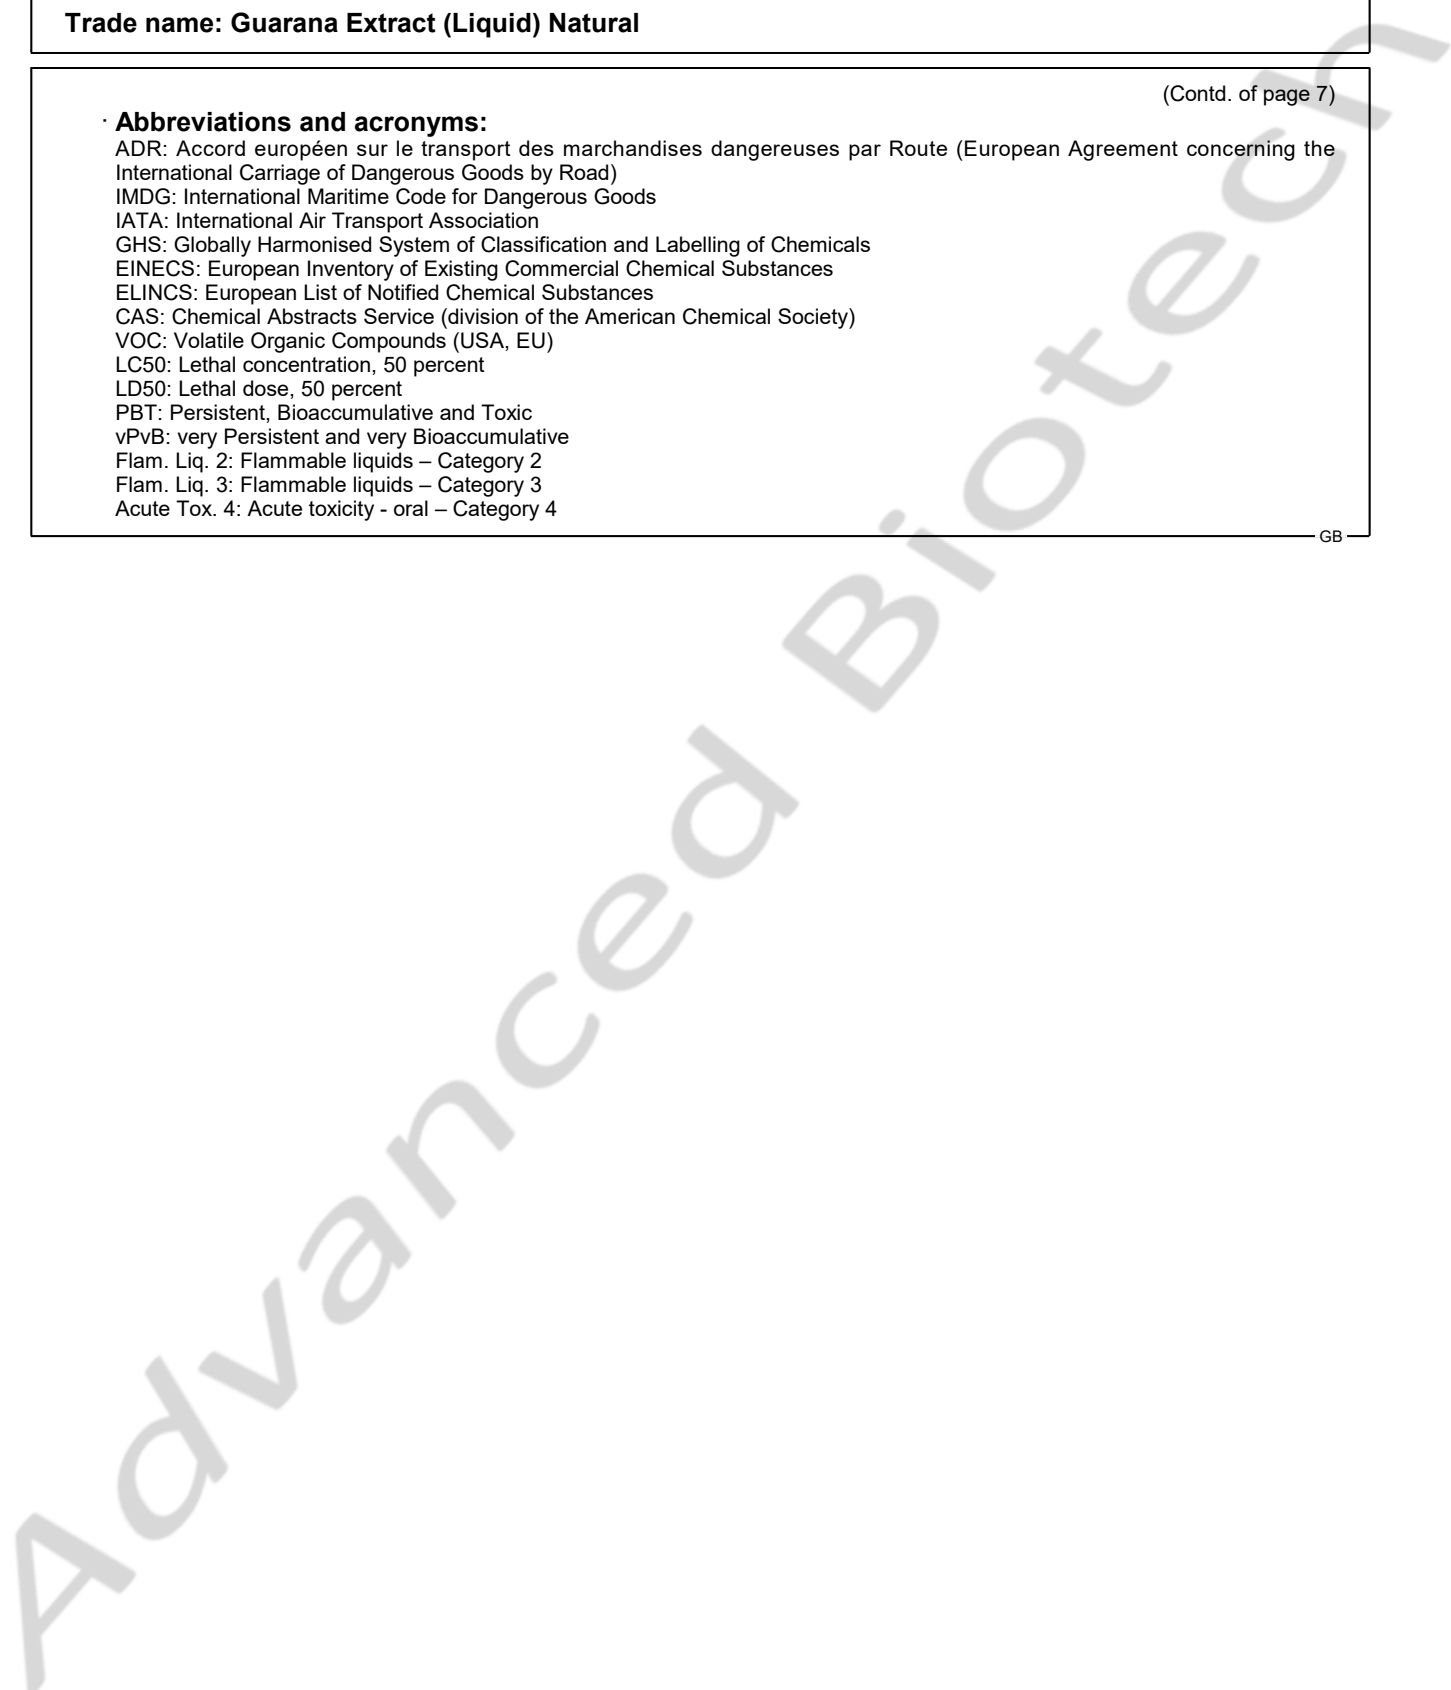 Trade name: Guarana Extract (Liquid) Natural
(Contd. of page 7)
· Abbreviations and acronyms:
ADR: Accord européen sur le transport des marchandises dangereuses par Route (European Agreement concerning the
International Carriage of Dangerous Goods by Road)
IMDG: International Maritime Code for Dangerous Goods
IATA: International Air Transport Association
GHS: Globally Harmonised System of Classification and Labelling of Chemicals
EINECS: European Inventory of Existing Commercial Chemical Substances
ELINCS: European List of Notified Chemical Substances
CAS: Chemical Abstracts Service (division of the American Chemical Society)
VOC: Volatile Organic Compounds (USA, EU)
LC50: Lethal concentration, 50 percent
LD50: Lethal dose, 50 percent
PBT: Persistent, Bioaccumulative and Toxic
vPvB: very Persistent and very Bioaccumulative
Flam. Liq. 2: Flammable liquids – Category 2
Flam. Liq. 3: Flammable liquids – Category 3
Acute Tox. 4: Acute toxicity - oral – Category 4
GB
Advanced Biotech